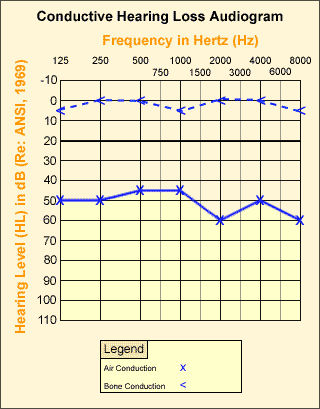 Conductive Hearing Loss Audiogram
Frequency in Hertz (Hz)
125 250 500 1000 2000 4000 8000
750 1500 3000 6000
Hearing Level (HL) in dB (Re: ANSI, 1969)
-10
0
10
20
30
40
50
60
70
80
90
100
110
Legend
Air Conduction X
Bone Conduction <